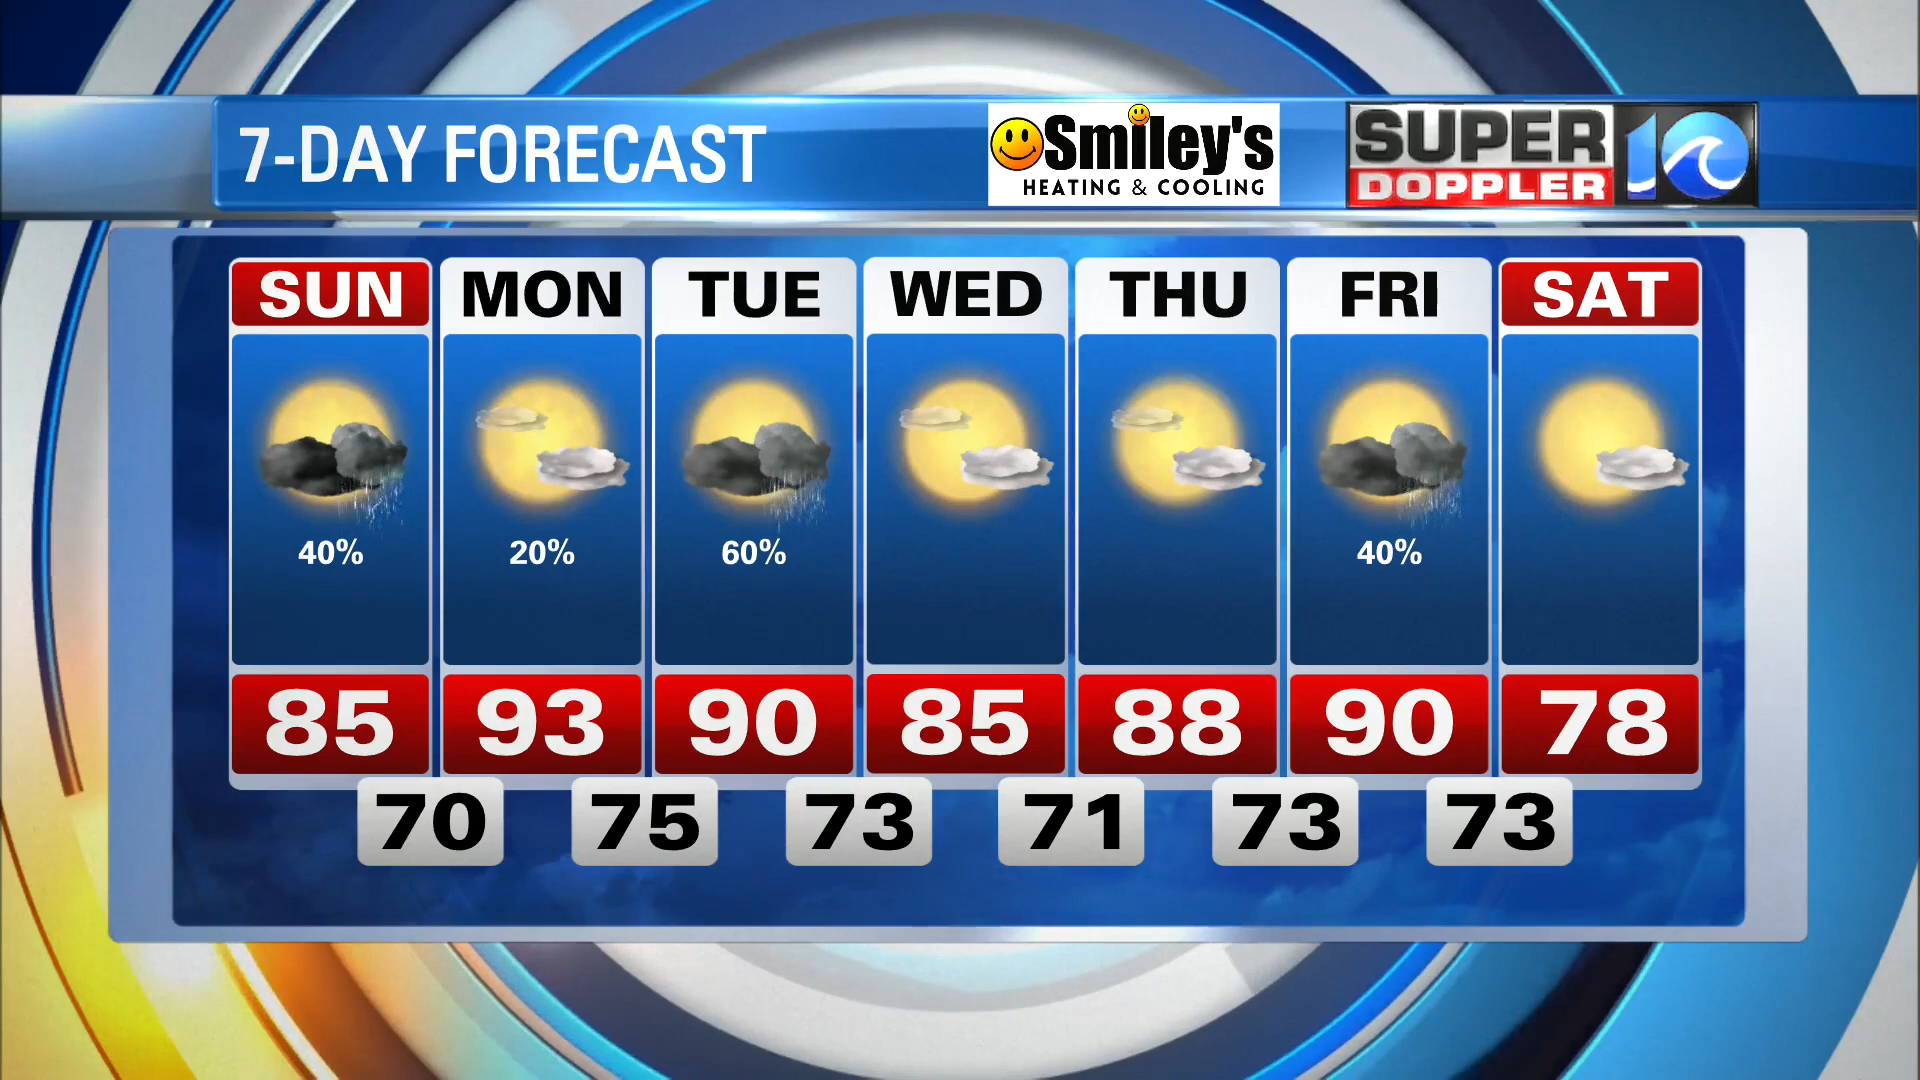 7-DAY FORECAST
Smiley's
HEATING & COOLING
SUPER
DOPPLER
10
SUN MON TUE WED THU FRI SAT
40% 20% 60% 40%
85 93 90 85 88 90 78
70 75 73 71 73 73